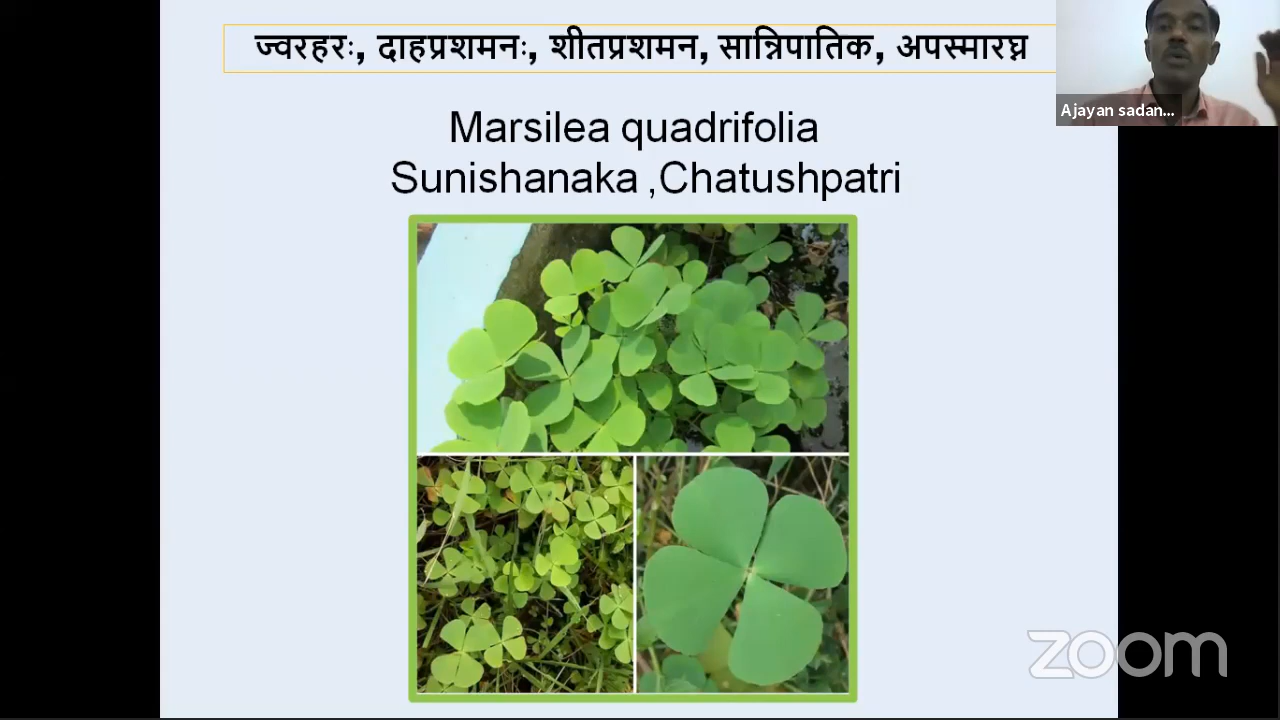 ज्वरहरः, दाहप्रशमनः, शीतप्रशमन, सान्निपातिक, अपस्मारघ्न
Ajayan sadan...
Marsilea quadrifolia
Sunishanaka ,Chatushpatri
zoom